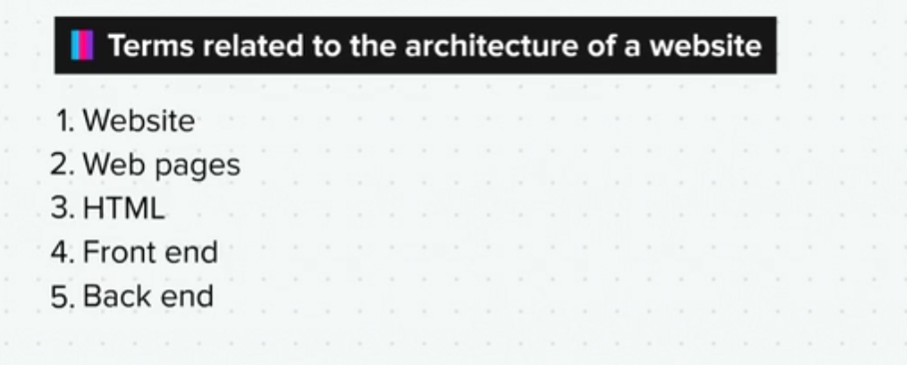 Terms related to the architecture of a website
1. Website
2. Web pages
3. HTML
4. Front end
5. Back end